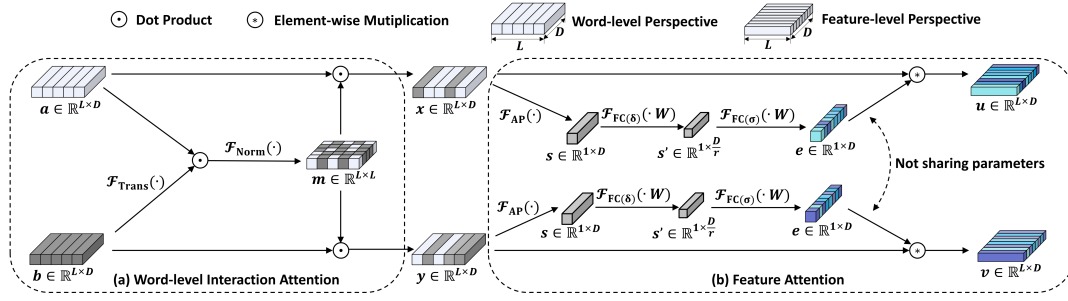 Dot Product
Element-wise Mutiplication
Word-level Perspective
Feature-level Perspective
L
D
L
D
a ∈ ℝ^{L×D}
x ∈ ℝ^{L×D}
u ∈ ℝ^{L×D}
ℱ_AP(·)
s ∈ ℝ^{1×D}
ℱ_FC(δ)(· W)
s′ ∈ ℝ^{1×D/r}
ℱ_FC(σ)(· W)
e ∈ ℝ^{1×D}
ℱ_Trans(·)
ℱ_Norm(·)
m ∈ ℝ^{L×L}
Not sharing parameters
ℱ_AP(·)
s ∈ ℝ^{1×D}
ℱ_FC(δ)(· W)
s′ ∈ ℝ^{1×D/r}
ℱ_FC(σ)(· W)
e ∈ ℝ^{1×D}
b ∈ ℝ^{L×D}
y ∈ ℝ^{L×D}
v ∈ ℝ^{L×D}
(a) Word-level Interaction Attention
(b) Feature Attention